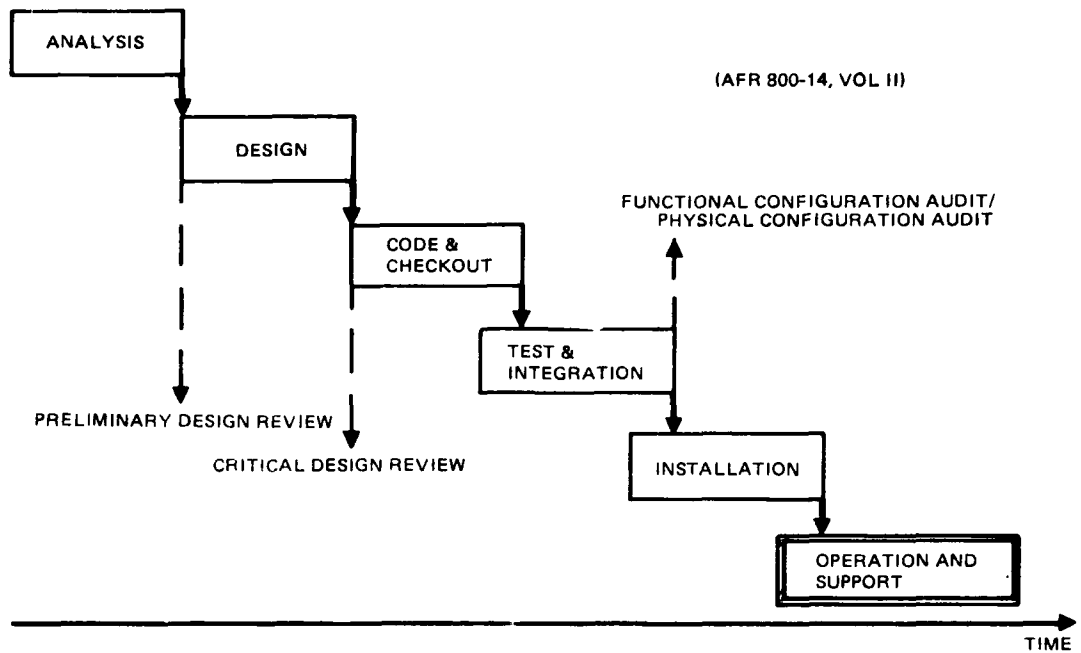 ANALYSIS
(AFR 800-14, VOL II)
DESIGN
FUNCTIONAL CONFIGURATION AUDIT/
PHYSICAL CONFIGURATION AUDIT
CODE &
CHECKOUT
TEST &
INTEGRATION
PRELIMINARY DESIGN REVIEW
CRITICAL DESIGN REVIEW
INSTALLATION
OPERATION AND
SUPPORT
TIME